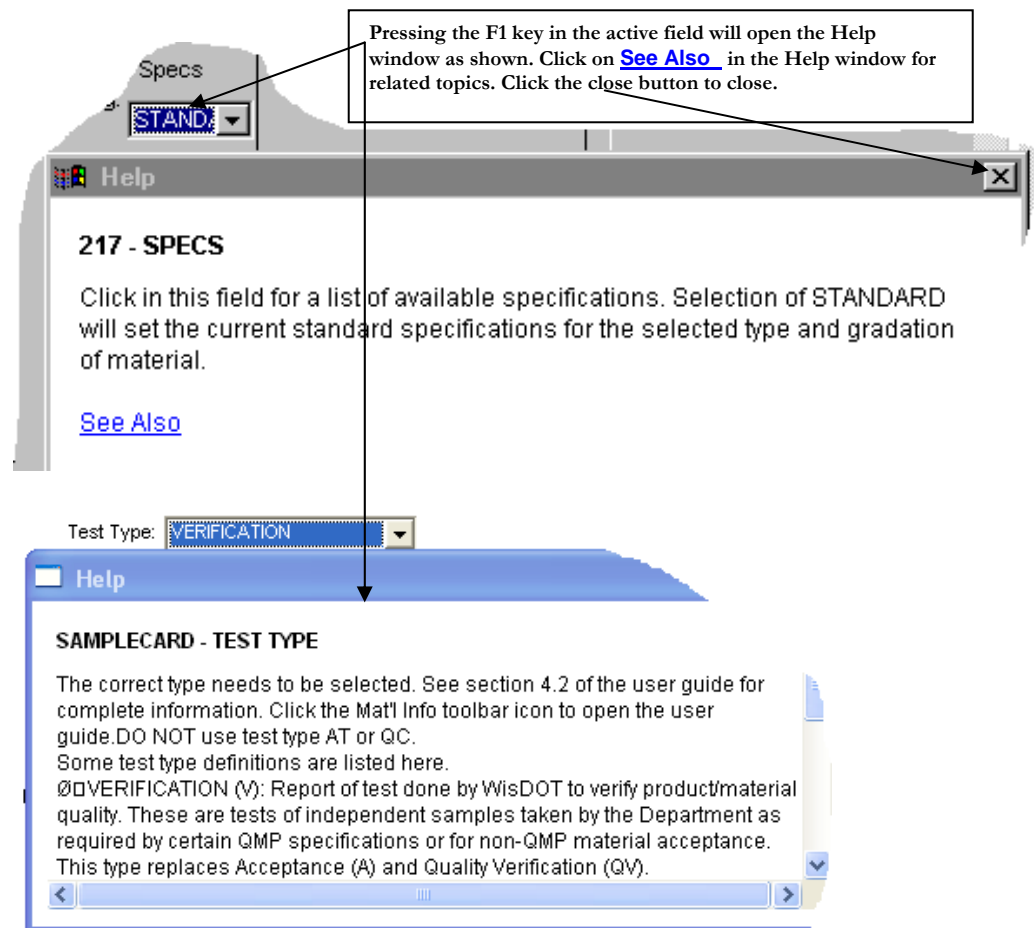 Pressing the F1 key in the active field will open the Help
window as shown. Click on See Also in the Help window for
related topics. Click the close button to close.
Specs
STAND
Help
217 - SPECS
Click in this field for a list of available specifications. Selection of STANDARD
will set the current standard specifications for the selected type and gradation
of material.
See Also
Test Type: VERIFICATION
Help
SAMPLECARD - TEST TYPE
The correct type needs to be selected. See section 4.2 of the user guide for
complete information. Click the Mat'l Info toolbar icon to open the user
guide.DO NOT use test type AT or QC.
Some test type definitions are listed here.
Ø□VERIFICATION (V): Report of test done by WisDOT to verify product/material
quality. These are tests of independent samples taken by the Department as
required by certain QMP specifications or for non-QMP material acceptance.
This type replaces Acceptance (A) and Quality Verification (QV).